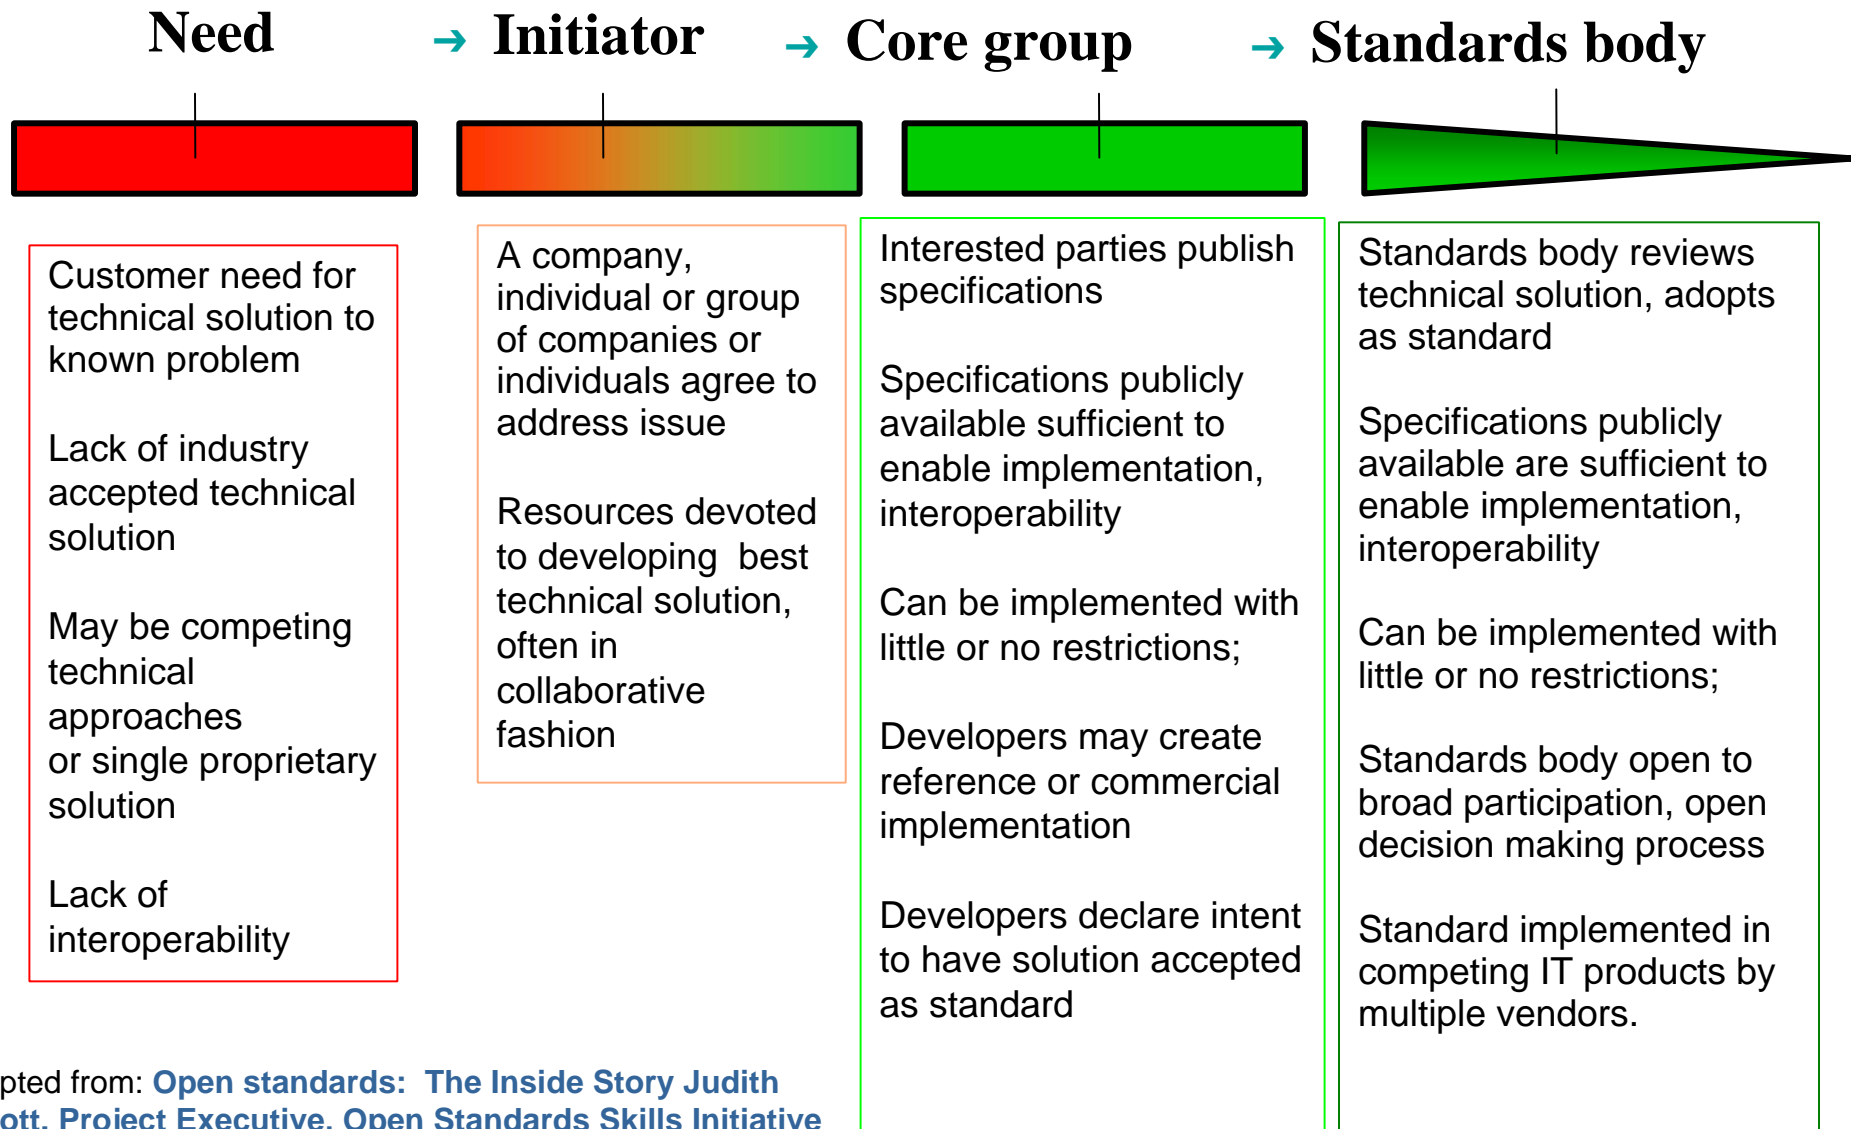 Need → Initiator → Core group → Standards body
Customer need for
technical solution to
known problem
Lack of industry
accepted technical
solution
May be competing
technical
approaches
or single proprietary
solution
Lack of
interoperability
A company,
individual or group
of companies or
individuals agree to
address issue
Resources devoted
to developing  best
technical solution,
often in
collaborative
fashion
Interested parties publish
specifications
Specifications publicly
available sufficient to
enable implementation,
interoperability
Can be implemented with
little or no restrictions;
Developers may create
reference or commercial
implementation
Developers declare intent
to have solution accepted
as standard
Standards body reviews
technical solution, adopts
as standard
Specifications publicly
available are sufficient to
enable implementation,
interoperability
Can be implemented with
little or no restrictions;
Standards body open to
broad participation, open
decision making process
Standard implemented in
competing IT products by
multiple vendors.
pted from: Open standards:  The Inside Story Judith
ott, Project Executive, Open Standards Skills Initiative